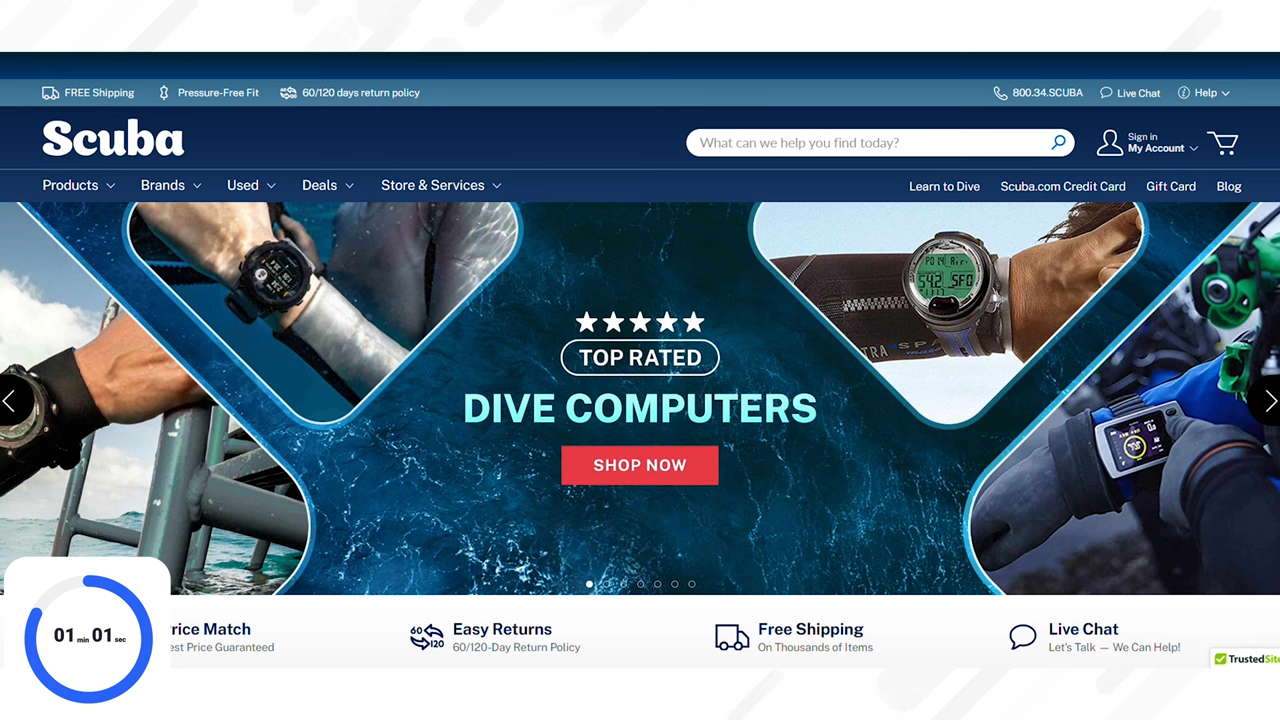 FREE Shipping
Pressure-Free Fit
60/120 days return policy
800.34.SCUBA
Live Chat
Help
Scuba
What can we help you find today?
Sign in
My Account
Products
Brands
Used
Deals
Store & Services
Learn to Dive
Scuba.com Credit Card
Gift Card
Blog
TOP RATED
DIVE COMPUTERS
SHOP NOW
01 min 01 sec
rice Match
est Price Guaranteed
60
120
Easy Returns
60/120-Day Return Policy
Free Shipping
On Thousands of Items
Live Chat
Let's Talk — We Can Help!
TrustedSite